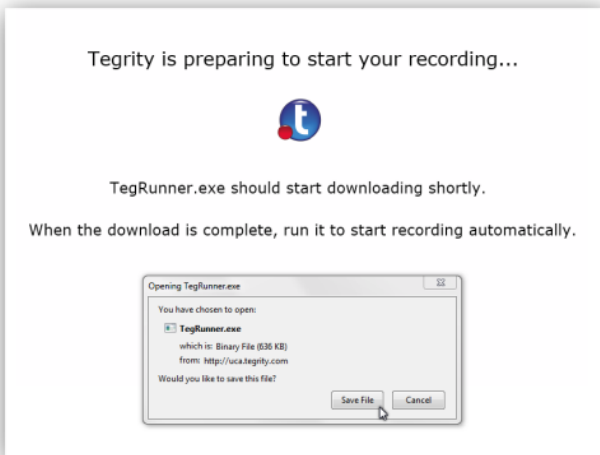 Tegrity is preparing to start your recording...
t
TegRunner.exe should start downloading shortly.
When the download is complete, run it to start recording automatically.
Opening TegRunner.exe
You have chosen to open:
TegRunner.exe
which is: Binary File (636 KB)
from: http://uca.tegrity.com
Would you like to save this file?
Save File Cancel